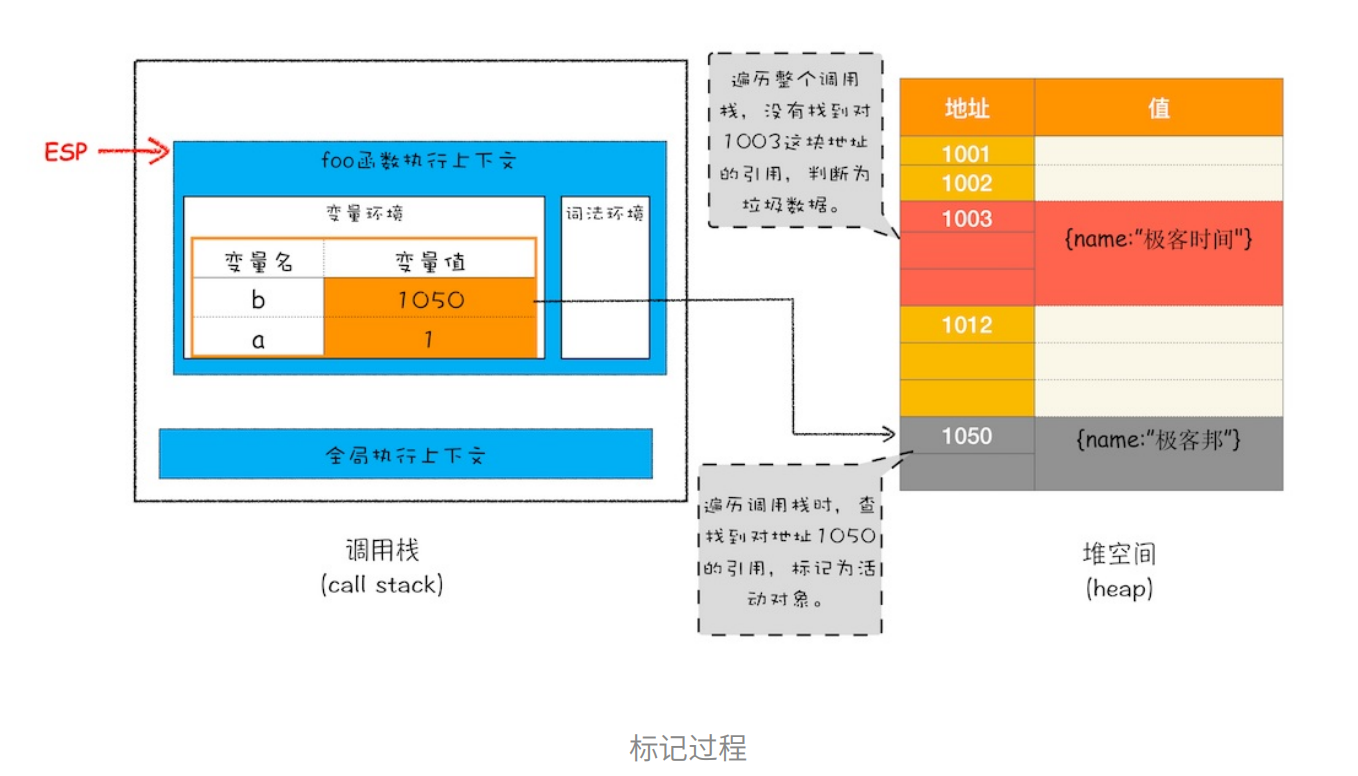 ESP
foo函数执行上下文
变量环境
词法环境
变量名
变量值
b
1050
a
1
全局执行上下文
调用栈
(call stack)
遍历整个调用
栈，没有找到对
1003这块地址
的引用，判断为
垃圾数据。
遍历调用栈时，查
找到对地址1050
的引用，标记为活
动对象。
地址
值
1001
1002
1003
{name:"极客时间"}
1012
1050
{name:"极客邦"}
堆空间
(heap)
标记过程